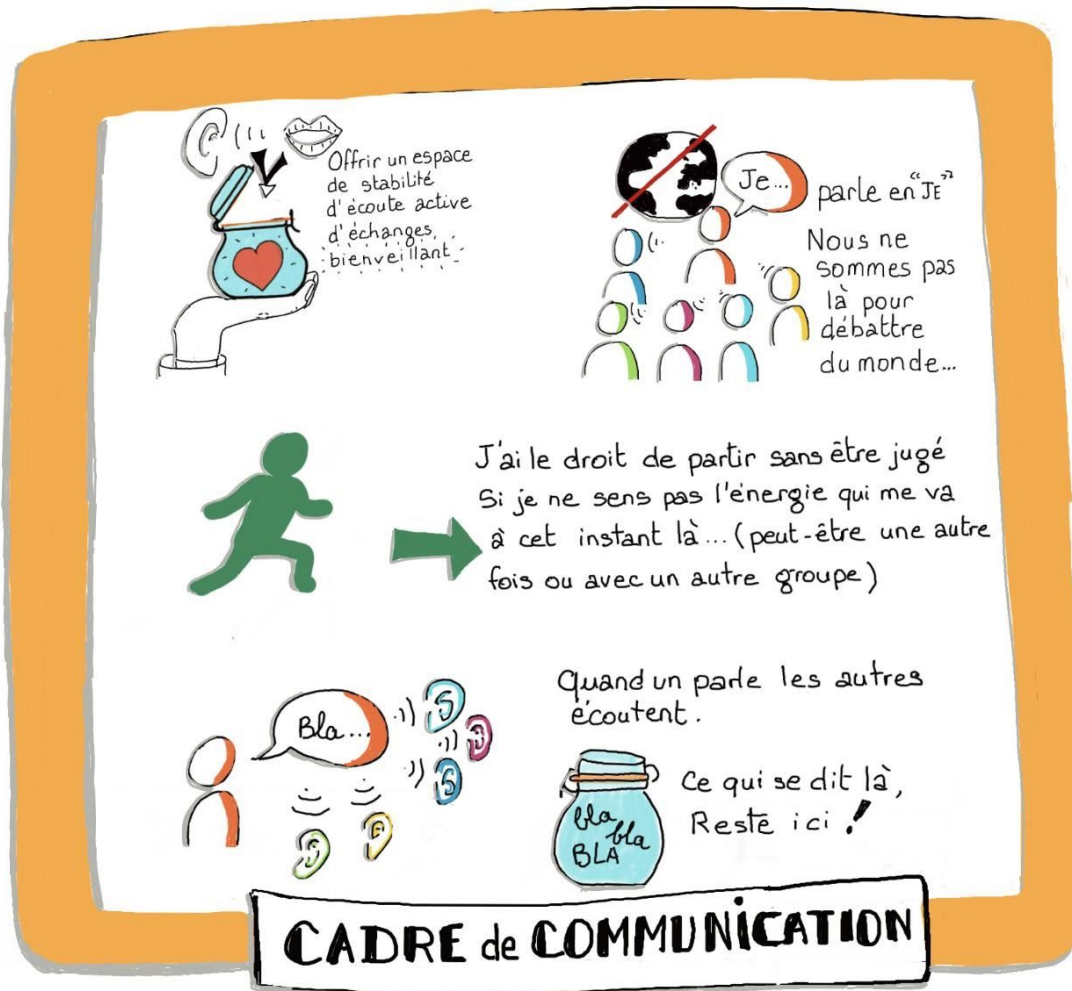 Offrir un espace
de stabilité
d'écoute active
d'échanges,
bienveillant
Je...
parle en "JE"
Nous ne
sommes pas
là pour
débattre
du monde...
J'ai le droit de partir sans être jugé
Si je ne sens pas l'énergie qui me va
à cet instant là... (peut-être une autre
fois ou avec un autre groupe)
Bla...
Quand un parle les autres
écoutent.
bla
bla
BLA
Ce qui se dit là,
Reste ici !
CADRE de COMMUNiCATION